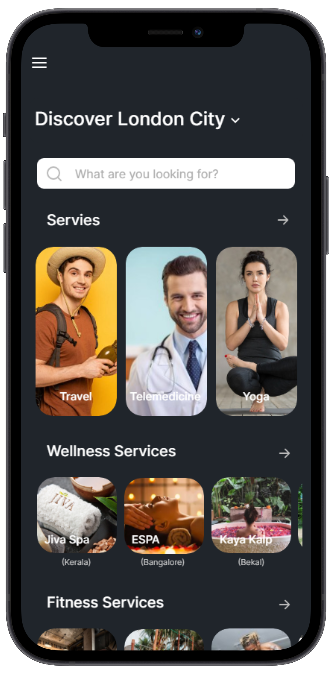 Discover London City
What are you looking for?
Servies
Travel
Telemedicine
Yoga
Wellness Services
JIVA
Jiva Spa
ESPA
Kaya Kalp
(Kerala)
(Bangalore)
(Bekal)
Fitness Services